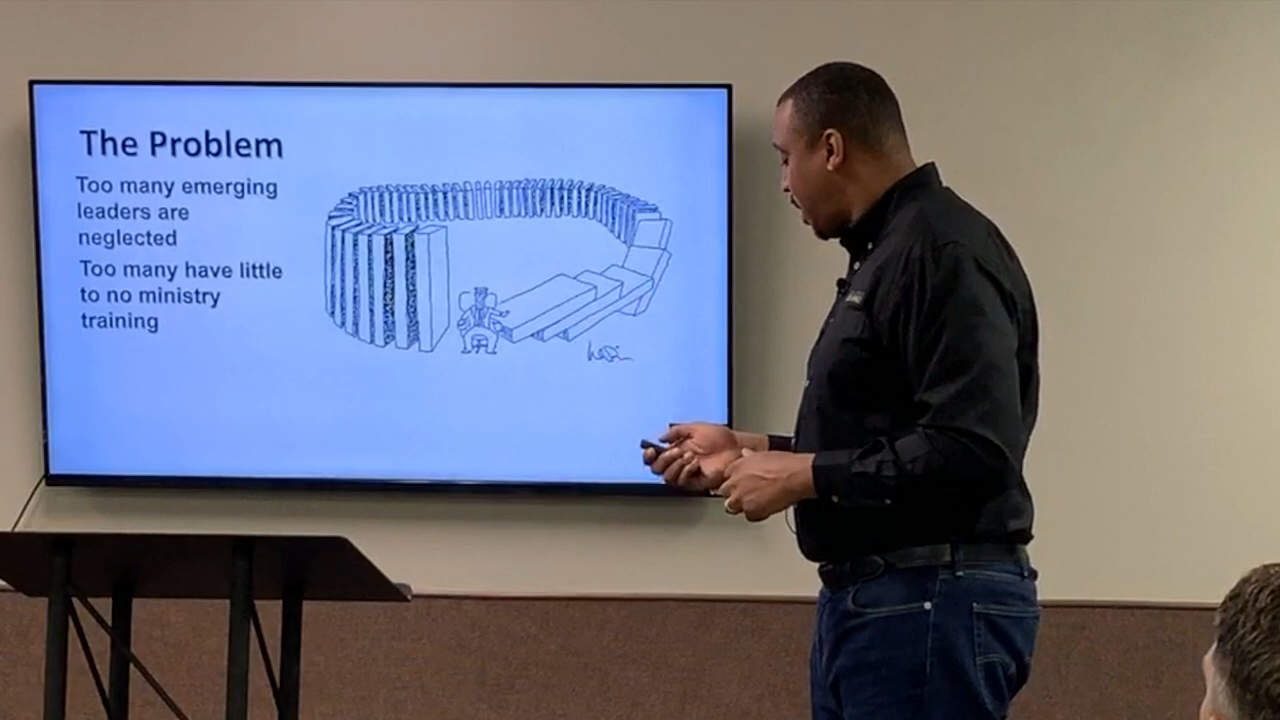 The Problem
Too many emerging
leaders are
neglected
Too many have little
to no ministry
training